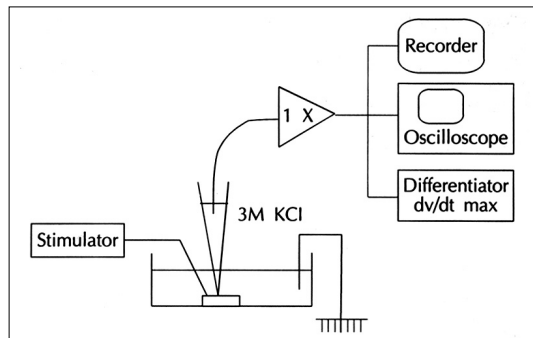 Recorder
1 X
Oscilloscope
3M KCl
Differentiator
dv/dt max
Stimulator